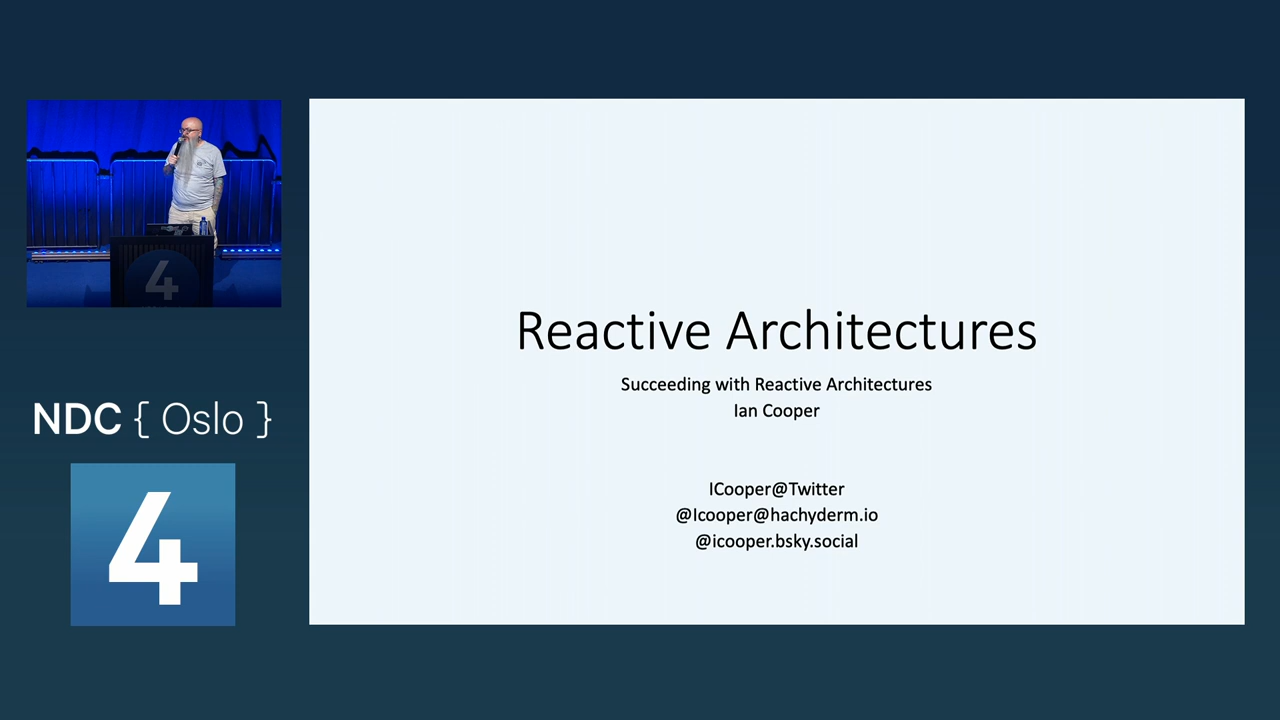 4
NDC { Oslo }
4
Reactive Architectures
Succeeding with Reactive Architectures
Ian Cooper
ICooper@Twitter
@Icooper@hachyderm.io
@icooper.bsky.social